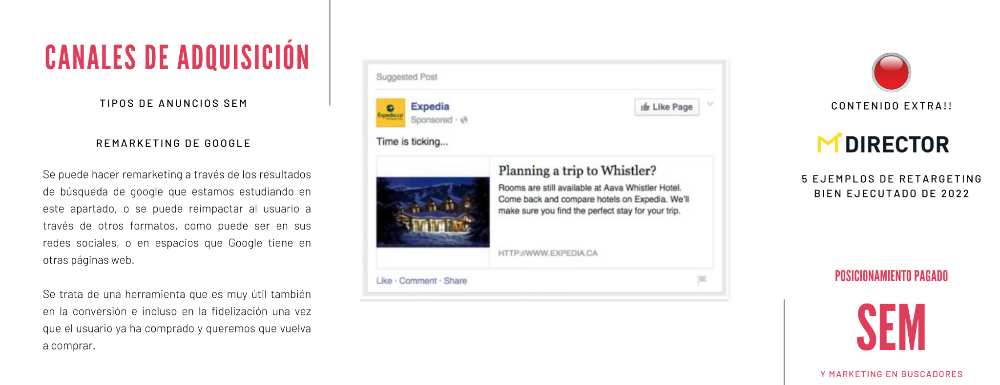 CANALES DE ADQUISICIÓN
TIPOS DE ANUNCIOS SEM
REMARKETING DE GOOGLE
Se puede hacer remarketing a través de los resultados
de búsqueda de google que estamos estudiando en
este apartado, o se puede reimpactar al usuario a
través de otros formatos, como puede ser en sus
redes sociales, o en espacios que Google tiene en
otras páginas web.
Se trata de una herramienta que es muy útil también
en la conversión e incluso en la fidelización una vez
que el usuario ya ha comprado y queremos que vuelva
a comprar.
Suggested Post
Expedia.ca
Expedia
Sponsored ·
Like Page
Time is ticking...
Planning a trip to Whistler?
Rooms are still available at Aava Whistler Hotel.
Come back and compare hotels on Expedia. We'll
make sure you find the perfect stay for your trip.
HTTP://WWW.EXPEDIA.CA
Like · Comment · Share
CONTENIDO EXTRA!!
MDIRECTOR
5 EJEMPLOS DE RETARGETING
BIEN EJECUTADO DE 2022
POSICIONAMIENTO PAGADO
SEM
Y MARKETING EN BUSCADORES